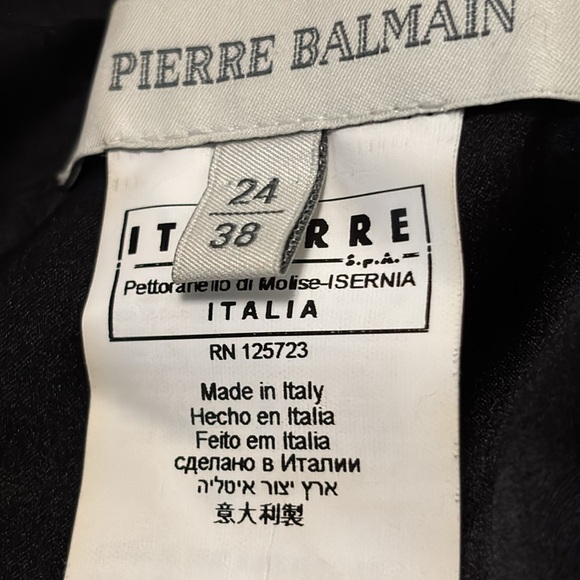 PIERRE BALMAIN
24
38
IT RRE
S.p.A.
Pettoranello di Molise-ISERNIA
ITALIA
RN 125723
Made in Italy
Hecho en Italia
Feito em Italia
сделано в Италии
ארץ יצור איטליה
意大利製